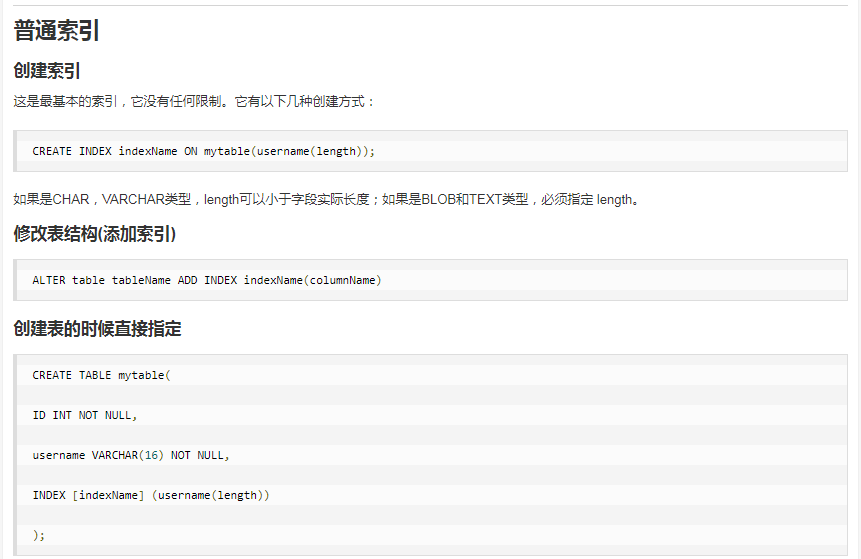 普通索引
创建索引
这是最基本的索引，它没有任何限制。它有以下几种创建方式：
CREATE INDEX indexName ON mytable(username(length));
如果是CHAR，VARCHAR类型，length可以小于字段实际长度；如果是BLOB和TEXT类型，必须指定 length。
修改表结构(添加索引)
ALTER table tableName ADD INDEX indexName(columnName)
创建表的时候直接指定
CREATE TABLE mytable(
ID INT NOT NULL,
username VARCHAR(16) NOT NULL,
INDEX [indexName] (username(length))
);